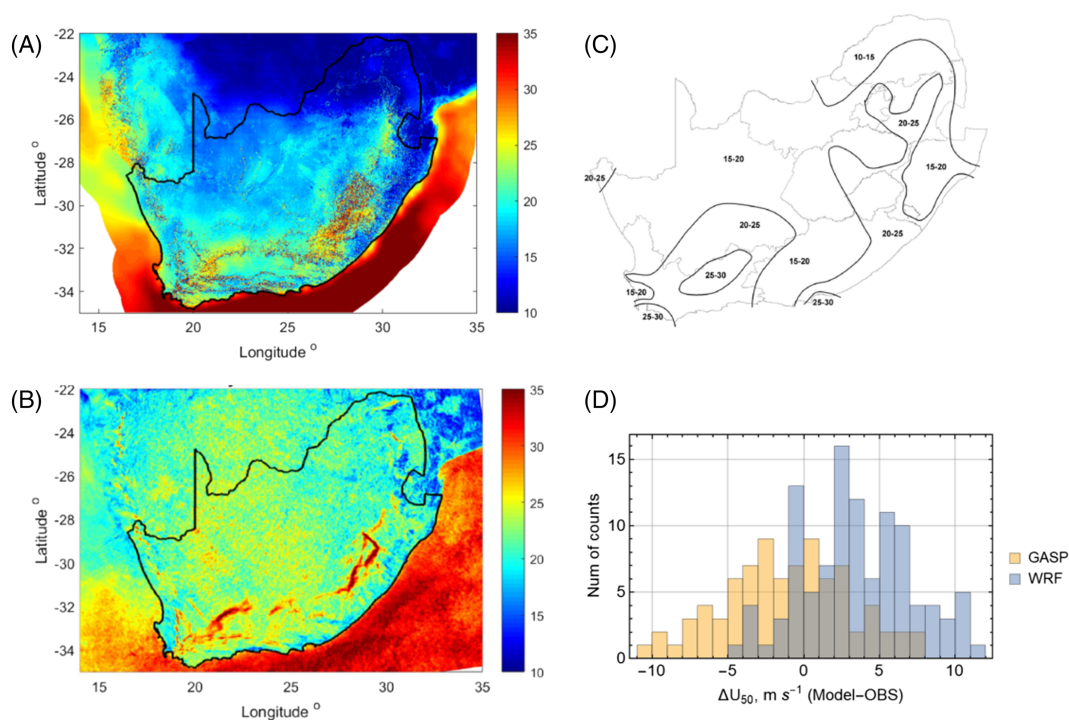 (A)
-22
-24
-26
-28
-30
-32
-34
Latitude °
15 20 25 30 35
Longitude °
35
30
25
20
15
10
(C)
10-15
20-25
15-20
15-20
20-25
20-25
20-25
15-20
25-30
15-20
25-30
25-30
(B)
-22
-24
-26
-28
-30
-32
-34
Latitude °
15 20 25 30 35
Longitude °
35
30
25
20
15
10
(D)
15
10
5
0
Num of counts
-10 -5 0 5 10
ΔU50, m s⁻¹ (Model-OBS)
GASP
WRF